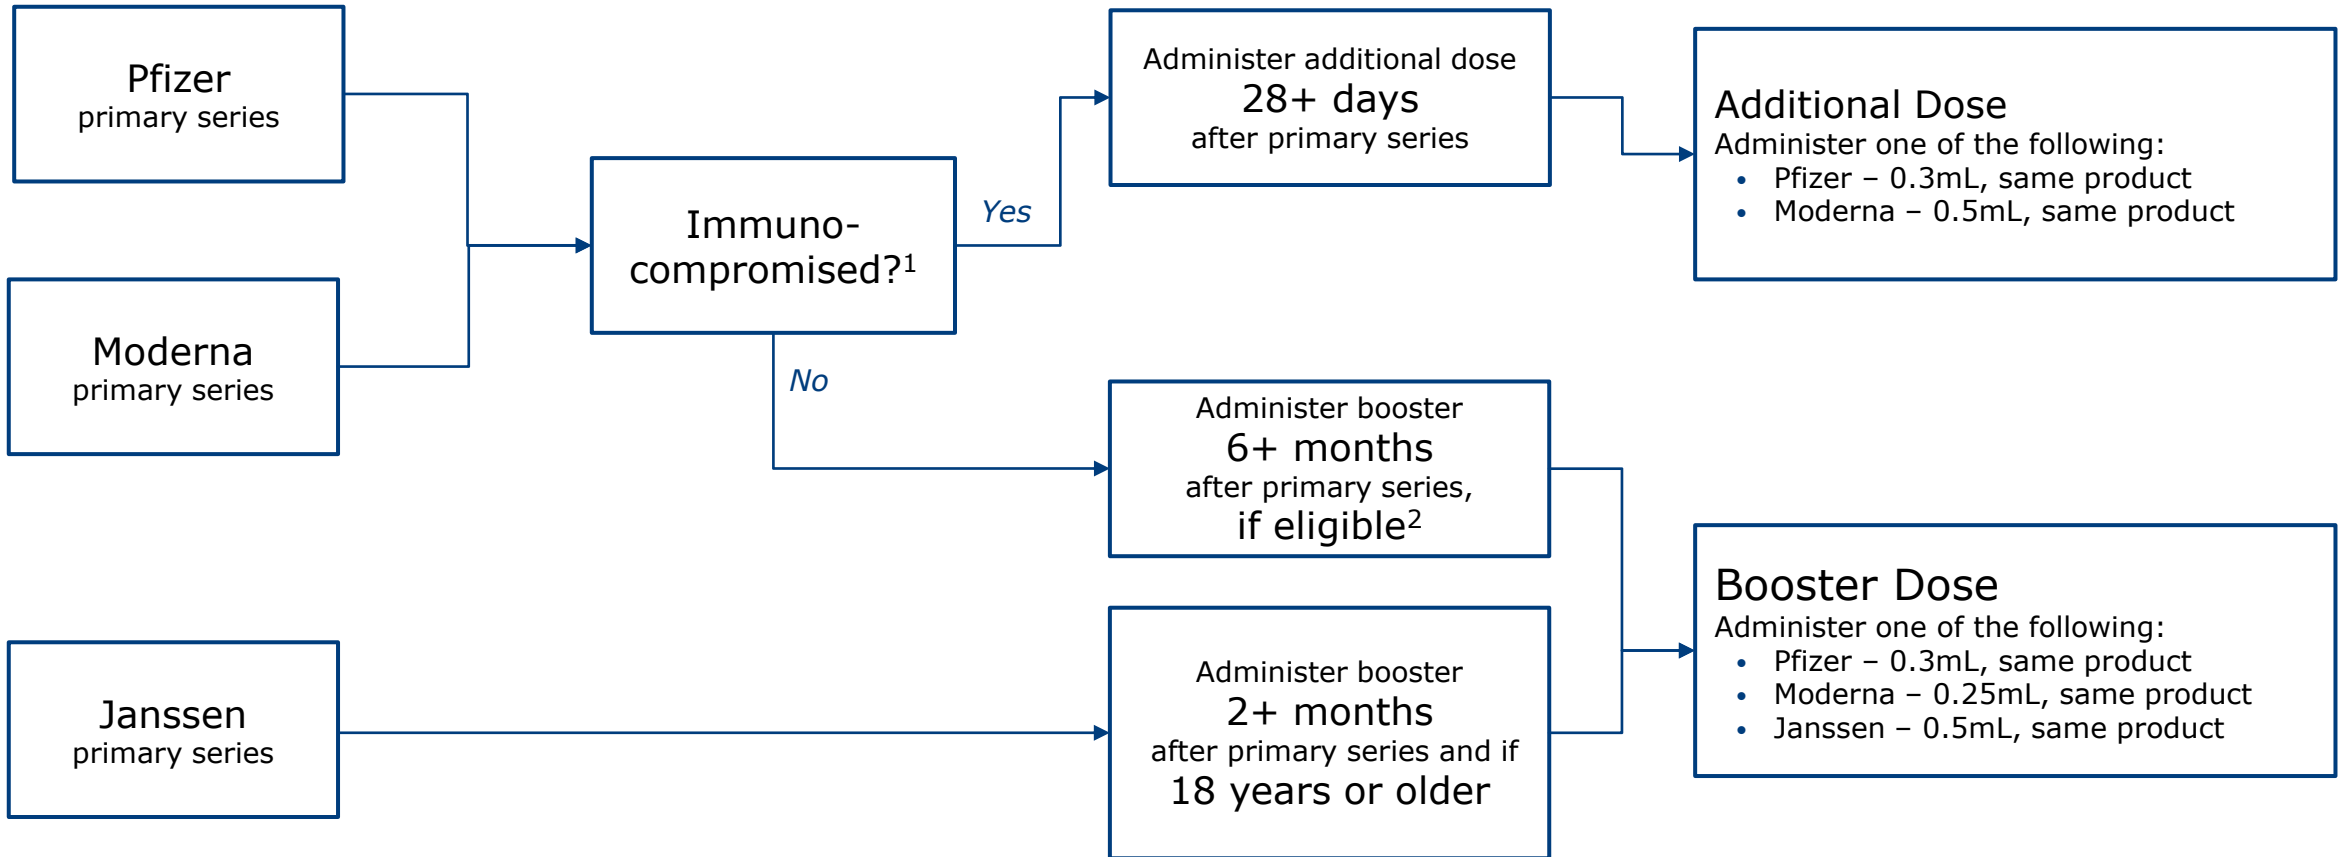 Pfizer
primary series
Moderna
primary series
Janssen
primary series
Immuno-
compromised?1
Yes
No
Administer additional dose
28+ days
after primary series
Administer booster
6+ months
after primary series,
if eligible2
Administer booster
2+ months
after primary series and if
18 years or older
Additional Dose
Administer one of the following:
• Pfizer – 0.3mL, same product
• Moderna – 0.5mL, same product
Booster Dose
Administer one of the following:
• Pfizer – 0.3mL, same product
• Moderna – 0.25mL, same product
• Janssen – 0.5mL, same product